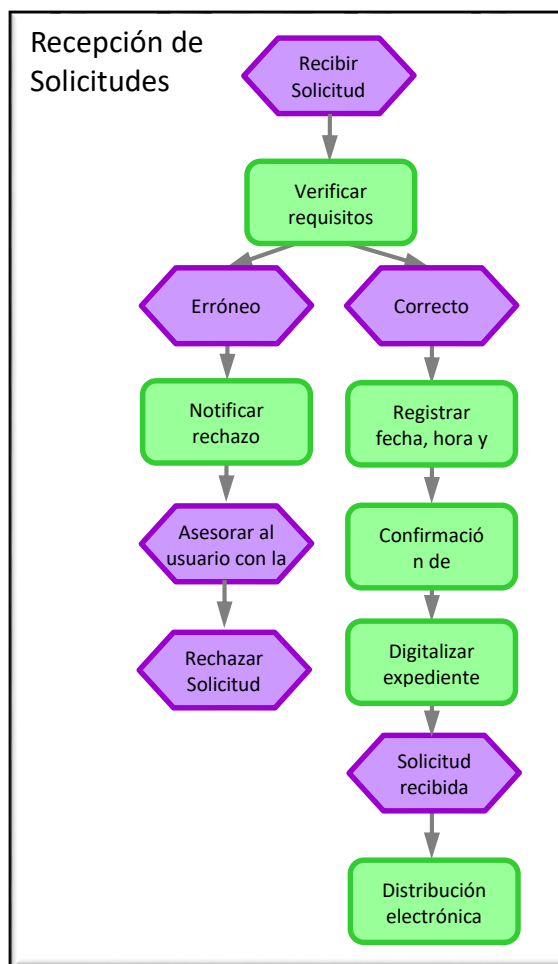 Recepción de
Solicitudes
Recibir
Solicitud
Verificar
requisitos
Erróneo
Correcto
Notificar
rechazo
Registrar
fecha, hora y
Asesorar al
usuario con la
Confirmació
n de
Rechazar
Solicitud
Digitalizar
expediente
Solicitud
recibida
Distribución
electrónica